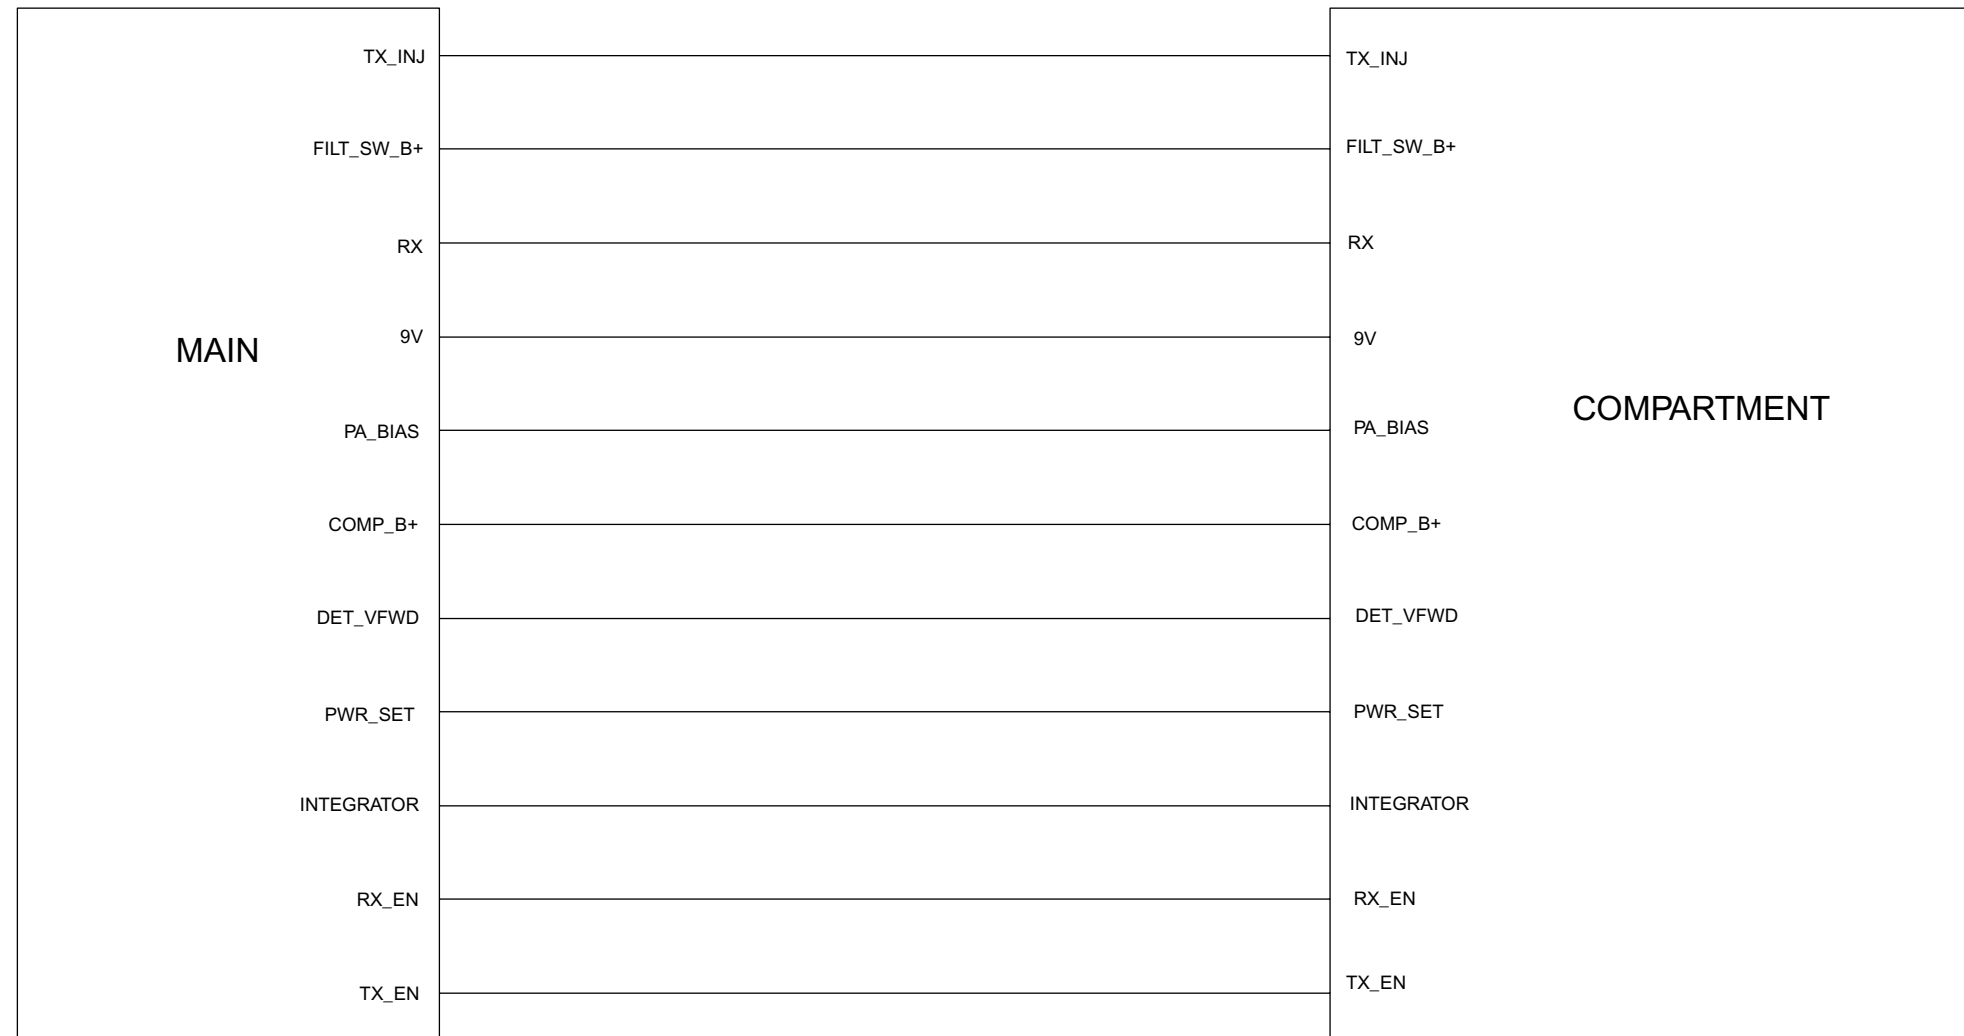 TX_INJ
TX_INJ
FILT_SW_B+
FILT_SW_B+
RX
RX
9V
9V
MAIN
COMPARTMENT
PA_BIAS
PA_BIAS
COMP_B+
COMP_B+
DET_VFWD
DET_VFWD
PWR_SET
PWR_SET
INTEGRATOR
INTEGRATOR
RX_EN
RX_EN
TX_EN
TX_EN